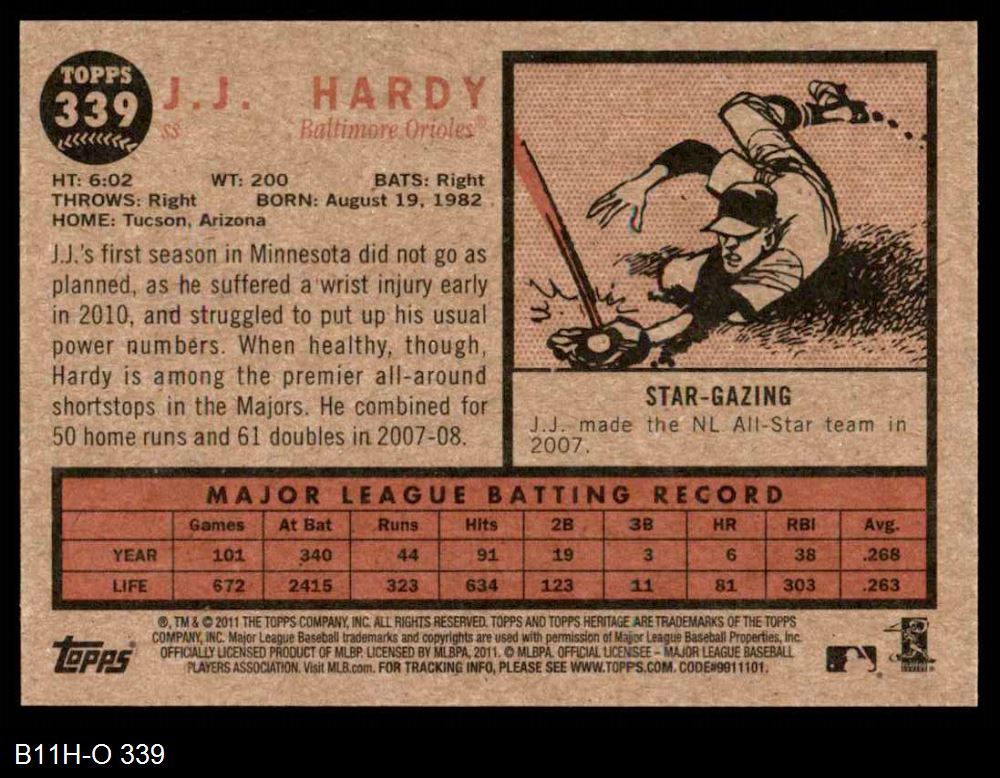 TOPPS
339
J.J. HARDY
SS Baltimore Orioles®
HT: 6:02 WT: 200 BATS: Right
THROWS: Right BORN: August 19, 1982
HOME: Tucson, Arizona
J.J.'s first season in Minnesota did not go as
planned, as he suffered a wrist injury early
in 2010, and struggled to put up his usual
power numbers. When healthy, though,
Hardy is among the premier all-around
shortstops in the Majors. He combined for
50 home runs and 61 doubles in 2007-08.
STAR-GAZING
J.J. made the NL All-Star team in
2007.
MAJOR LEAGUE BATTING RECORD
Games At Bat Runs Hits 2B 3B HR RBI Avg.
YEAR 101 340 44 91 19 3 6 38 .268
LIFE 672 2415 323 634 123 11 81 303 .263
®, TM & © 2011 THE TOPPS COMPANY, INC. ALL RIGHTS RESERVED. TOPPS AND TOPPS HERITAGE ARE TRADEMARKS OF THE TOPPS
COMPANY, INC. Major League Baseball trademarks and copyrights are used with permission of Major League Baseball Properties, Inc.
OFFICIALLY LICENSED PRODUCT OF MLBP. LICENSED BY MLBPA, 2011. © MLBPA, OFFICIAL LICENSEE - MAJOR LEAGUE BASEBALL
PLAYERS ASSOCIATION. Visit MLB.com. FOR TRACKING INFO, PLEASE SEE WWW.TOPPS.COM. CODE#9911101.
TOPPS
B11H-O 339